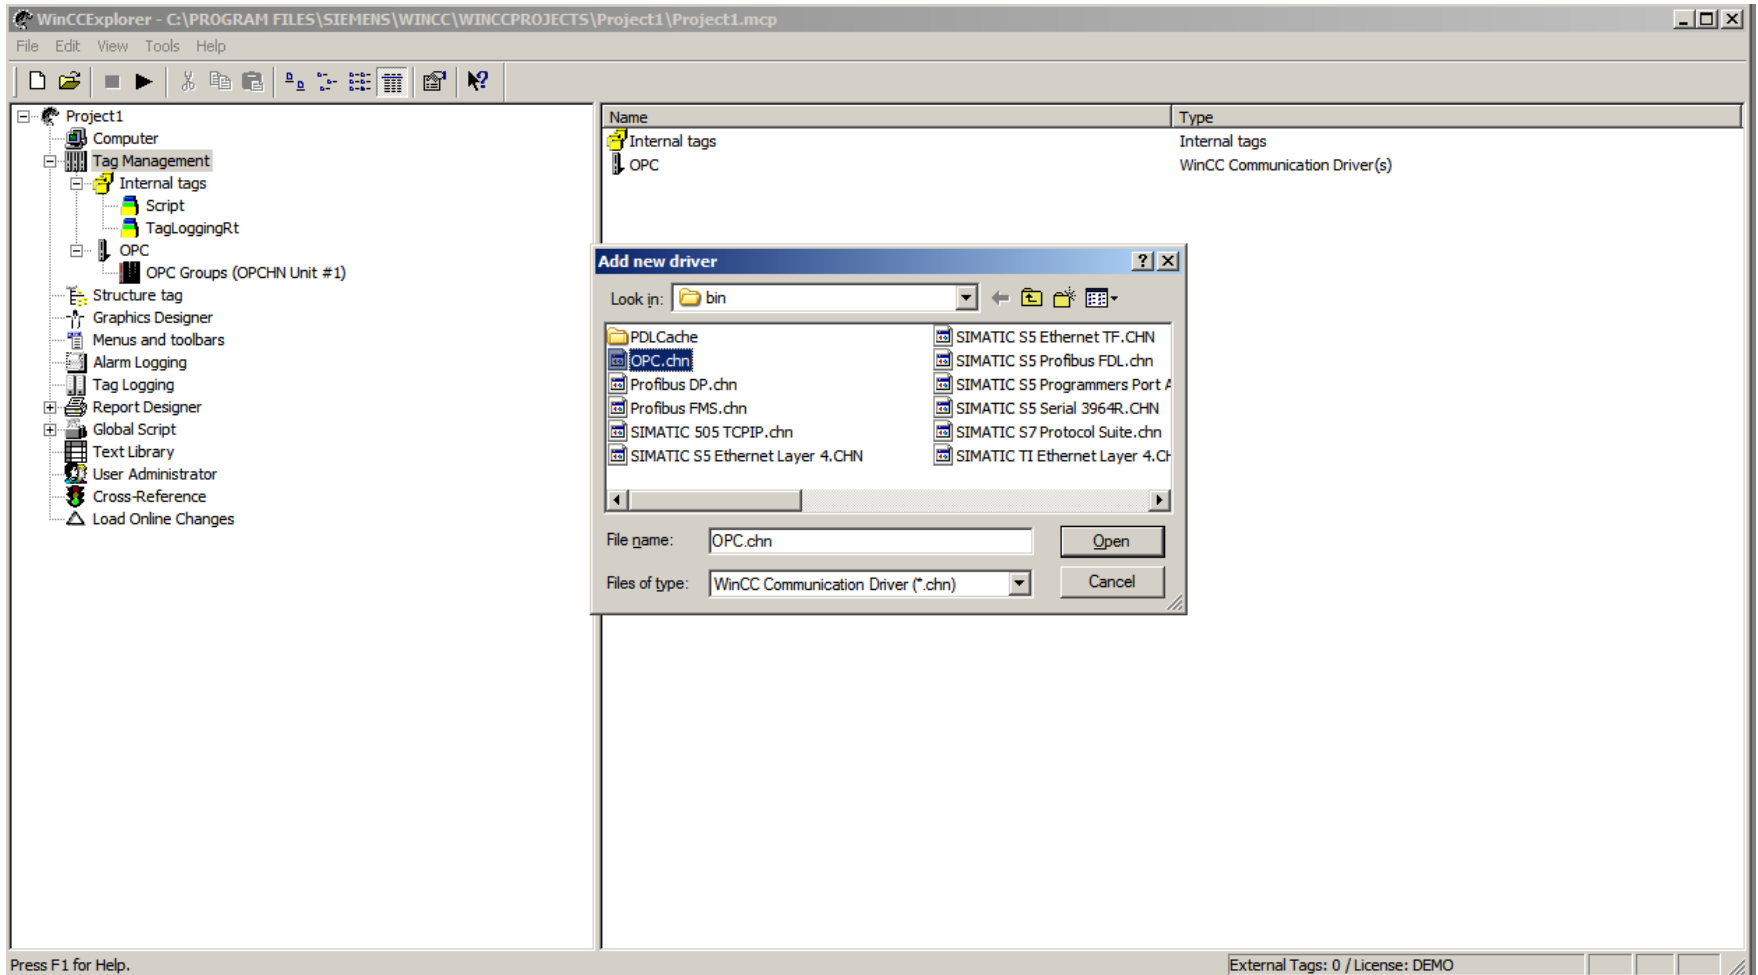 WinCCExplorer - C:\PROGRAM FILES\SIEMENS\WINCC\WINCCPROJECTS\Project1\Project1.mcp
File Edit View Tools Help
Project1
Computer
Tag Management
Internal tags
Script
TagLoggingRt
OPC
OPC Groups (OPCHN Unit #1)
Structure tag
Graphics Designer
Menus and toolbars
Alarm Logging
Tag Logging
Report Designer
Global Script
Text Library
User Administrator
Cross-Reference
Load Online Changes
Name Type
Internal tags Internal tags
OPC WinCC Communication Driver(s)
Add new driver
Look in: bin
PDLCache
OPC.chn
Profibus DP.chn
Profibus FMS.chn
SIMATIC 505 TCPIP.chn
SIMATIC S5 Ethernet Layer 4.CHN
SIMATIC S5 Ethernet TF.CHN
SIMATIC S5 Profibus FDL.chn
SIMATIC S5 Programmers Port A
SIMATIC S5 Serial 3964R.CHN
SIMATIC S7 Protocol Suite.chn
SIMATIC TI Ethernet Layer 4.CH
File name: OPC.chn Open
Files of type: WinCC Communication Driver (*.chn) Cancel
Press F1 for Help. External Tags: 0 / License: DEMO